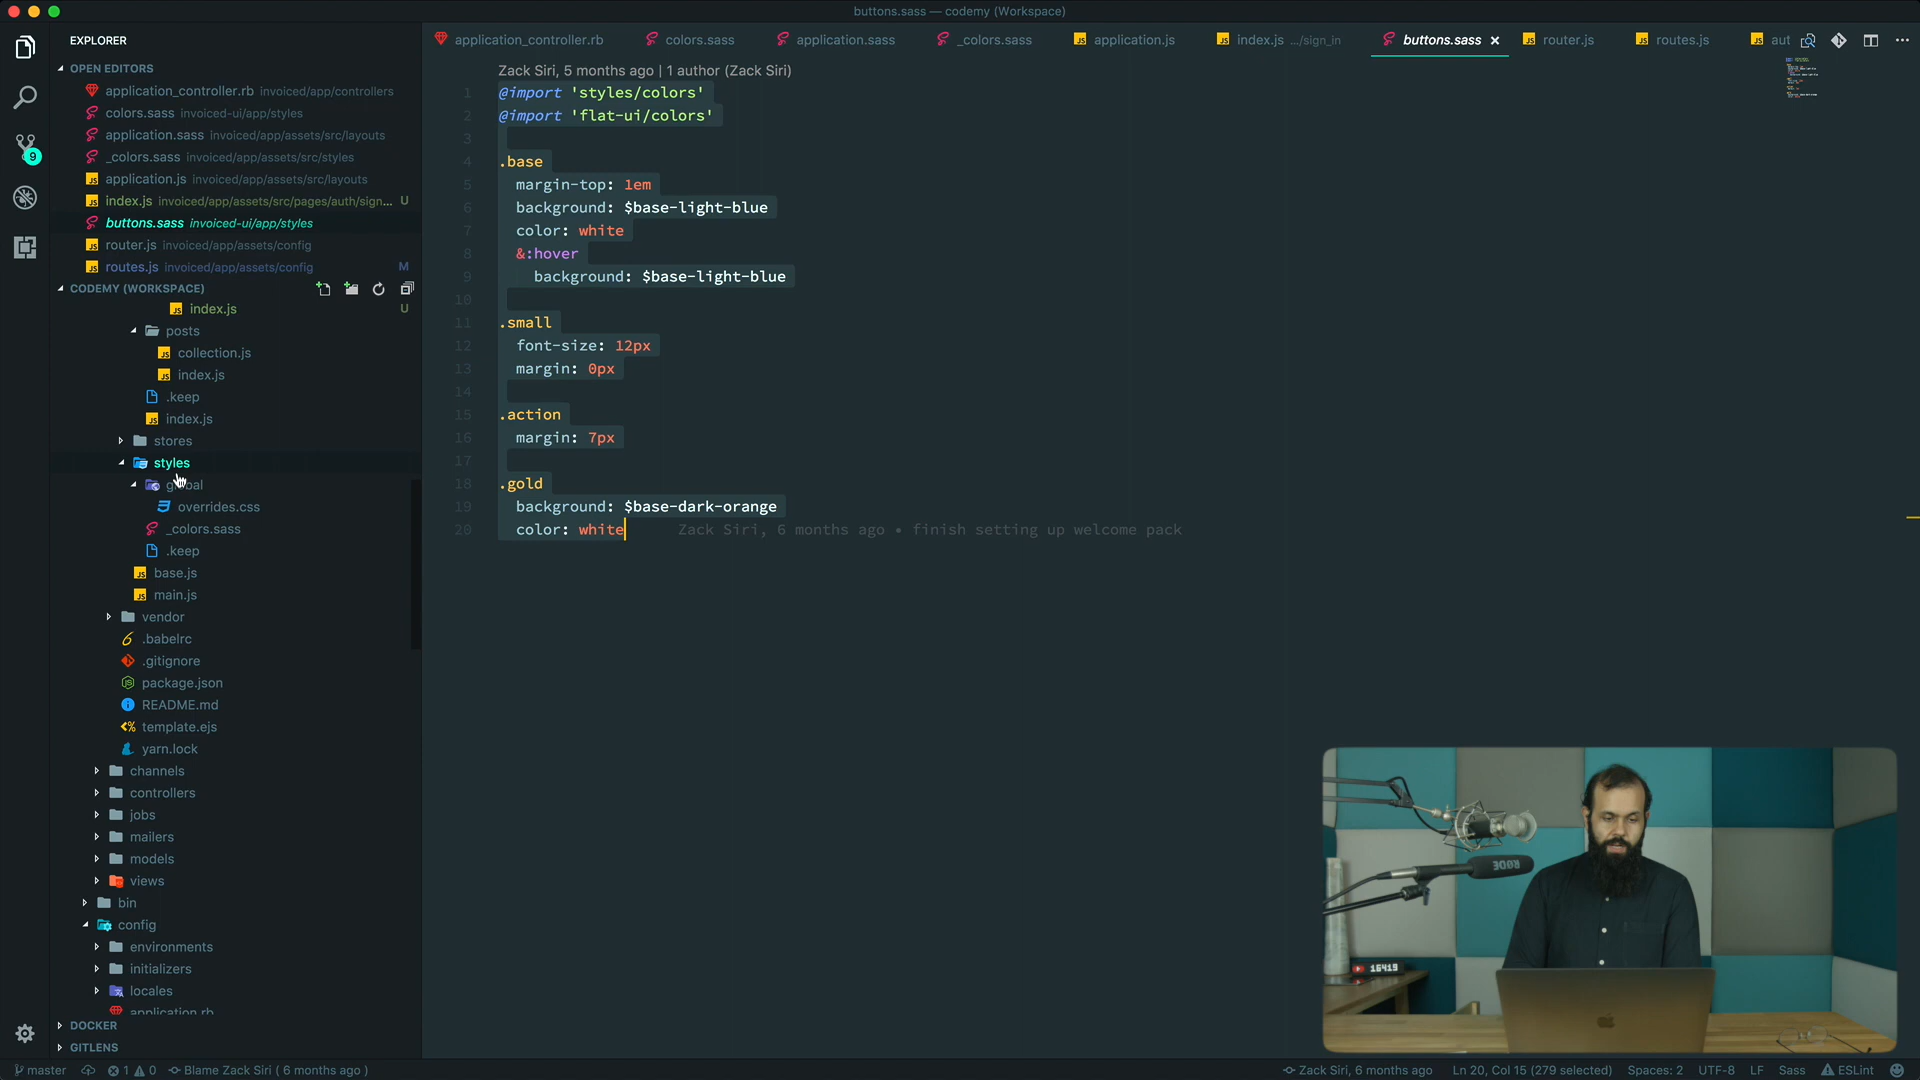 buttons.sass — codemy (Workspace)
EXPLORER
OPEN EDITORS
application_controller.rb invoiced/app/controllers
colors.sass invoiced-ui/app/styles
application.sass invoiced/app/assets/src/layouts
_colors.sass invoiced/app/assets/src/styles
application.js invoiced/app/assets/src/layouts
index.js invoiced/app/assets/src/pages/auth/sign... U
buttons.sass invoiced-ui/app/styles
router.js invoiced/app/assets/config
routes.js invoiced/app/assets/config M
9
CODEMY (WORKSPACE)
index.js U
posts
collection.js
index.js
.keep
index.js
stores
styles
global
overrides.css
_colors.sass
.keep
base.js
main.js
vendor
.babelrc
.gitignore
package.json
README.md
template.ejs
yarn.lock
channels
controllers
jobs
mailers
models
views
bin
config
environments
initializers
locales
application.rb
DOCKER
GITLENS
application_controller.rb colors.sass application.sass _colors.sass application.js index.js .../sign_in buttons.sass router.js routes.js aut
Zack Siri, 5 months ago | 1 author (Zack Siri)
1 @import 'styles/colors'
2 @import 'flat-ui/colors'
3
4 .base
5 margin-top: 1em
6 background: $base-light-blue
7 color: white
8 &:hover
9 background: $base-light-blue
10
11 .small
12 font-size: 12px
13 margin: 0px
14
15 .action
16 margin: 7px
17
18 .gold
19 background: $base-dark-orange
20 color: white Zack Siri, 6 months ago • finish setting up welcome pack
RØDE
16419
master 1 0 Blame Zack Siri ( 6 months ago ) Zack Siri, 6 months ago Ln 20, Col 15 (279 selected) Spaces: 2 UTF-8 LF Sass ESLint